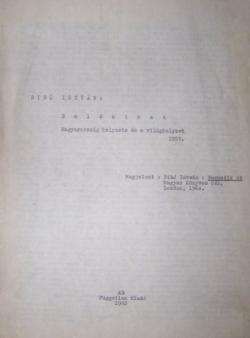 BIBÓ ISTVÁN:
Magyarország helyzete és a világhelyzet
1957.
Megjelent : Bibó István : Harmadik út
Magyar Könyves Céh,
London, 1960.
AB
Független Kiadó
1982